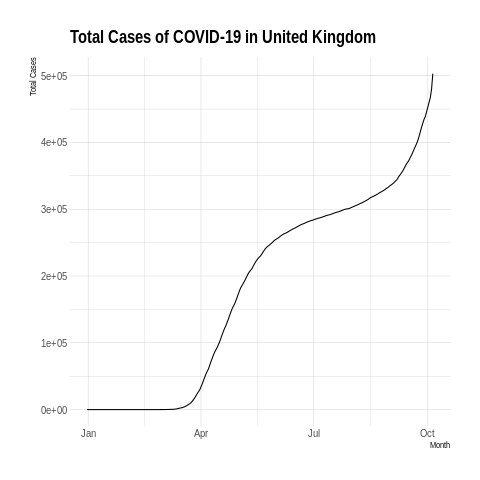 Total Cases of COVID-19 in United Kingdom
Total Cases
5e+05
4e+05
3e+05
2e+05
1e+05
0e+00
Jan Apr Jul Oct
Month